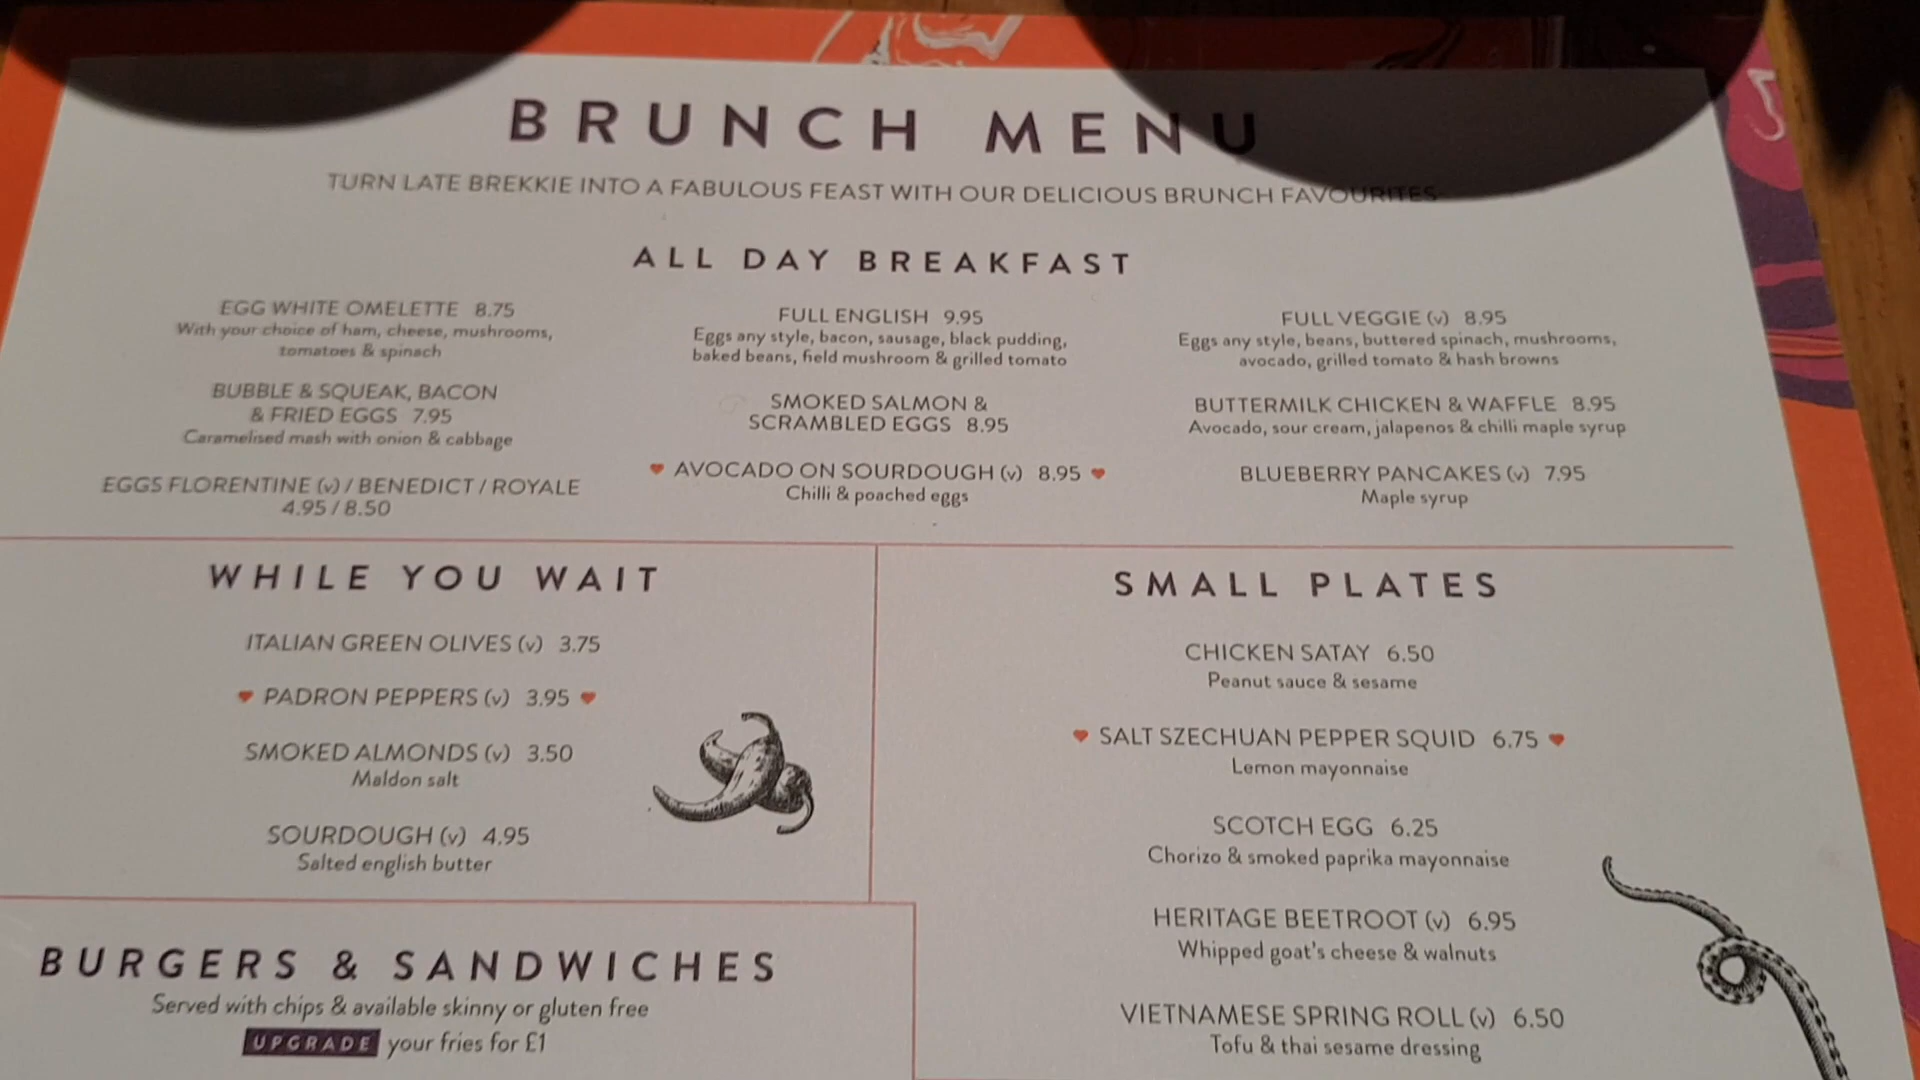 BRUNCH MENU
TURN LATE BREKKIE INTO A FABULOUS FEAST WITH OUR DELICIOUS BRUNCH FAVOURITES
ALL DAY BREAKFAST
EGG WHITE OMELETTE 8.75
With your choice of ham, cheese, mushrooms,
tomatoes & spinach
BUBBLE & SQUEAK, BACON
& FRIED EGGS 7.95
Caramelised mash with onion & cabbage
EGGS FLORENTINE (v) / BENEDICT / ROYALE
4.95 / 8.50
FULL ENGLISH 9.95
Eggs any style, bacon, sausage, black pudding,
baked beans, field mushroom & grilled tomato
SMOKED SALMON &
SCRAMBLED EGGS 8.95
AVOCADO ON SOURDOUGH (v) 8.95
Chilli & poached eggs
FULL VEGGIE (v) 8.95
Eggs any style, beans, buttered spinach, mushrooms,
avocado, grilled tomato & hash browns
BUTTERMILK CHICKEN & WAFFLE 8.95
Avocado, sour cream, jalapenos & chilli maple syrup
BLUEBERRY PANCAKES (v) 7.95
Maple syrup
WHILE YOU WAIT
ITALIAN GREEN OLIVES (v) 3.75
PADRON PEPPERS (v) 3.95
SMOKED ALMONDS (v) 3.50
Maldon salt
SOURDOUGH (v) 4.95
Salted english butter
SMALL PLATES
CHICKEN SATAY 6.50
Peanut sauce & sesame
SALT SZECHUAN PEPPER SQUID 6.75
Lemon mayonnaise
SCOTCH EGG 6.25
Chorizo & smoked paprika mayonnaise
HERITAGE BEETROOT (v) 6.95
Whipped goat's cheese & walnuts
VIETNAMESE SPRING ROLL (v) 6.50
Tofu & thai sesame dressing
BURGERS & SANDWICHES
Served with chips & available skinny or gluten free
UPGRADE your fries for £1